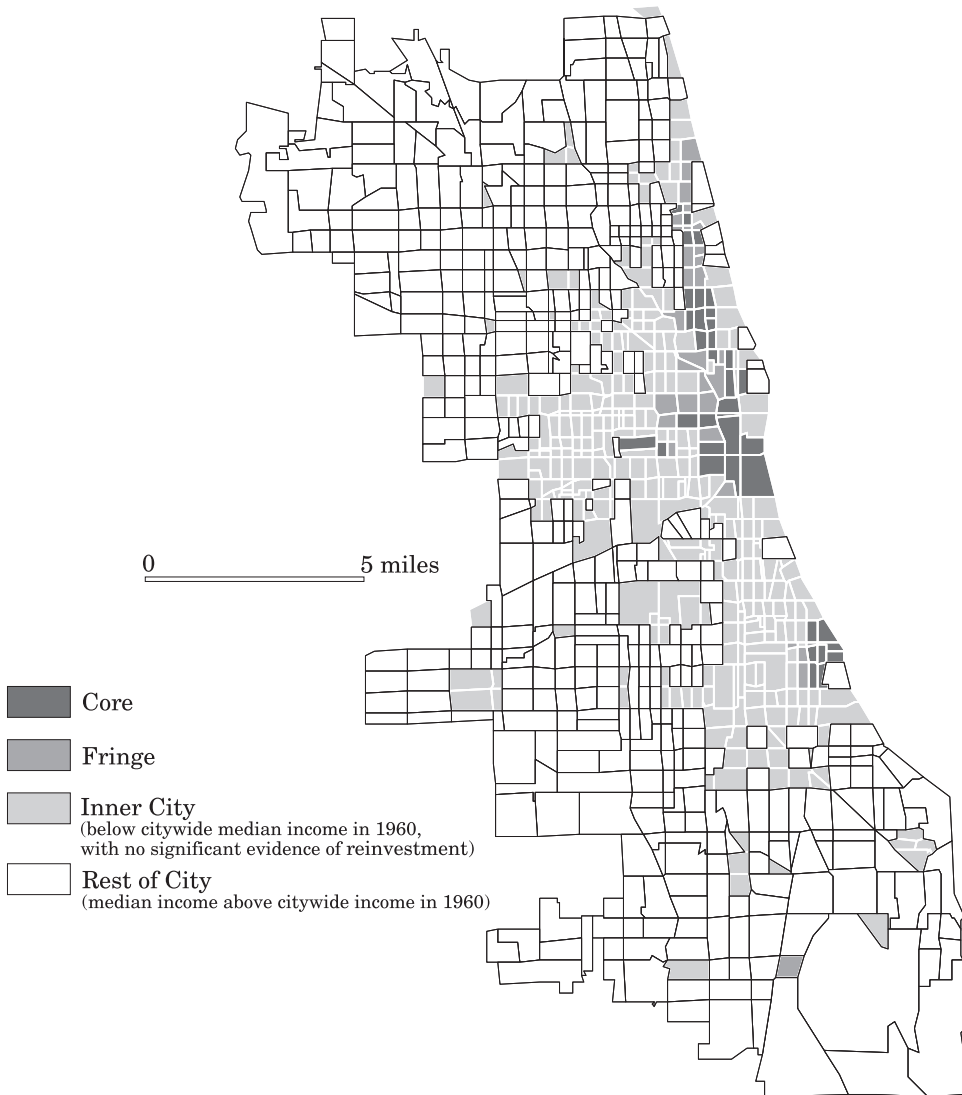 0
5 miles
Core
Fringe
Inner City
(below citywide median income in 1960,
with no significant evidence of reinvestment)
Rest of City
(median income above citywide income in 1960)